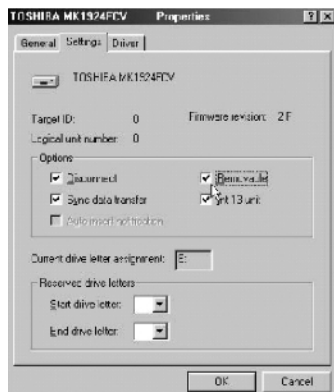 TOSHIBA MK1924FCV Properties
General Settings Driver
TOSHIBA MK1924FCV
Target ID: 0 Firmware revision: 2F
Logical unit number: 0
Options
Disconnect Removable
Sync data transfer Int 13 unit
Auto insert notification
Current drive letter assignment: E:
Reserved drive letters
Start drive letter:
End drive letter:
OK Cancel